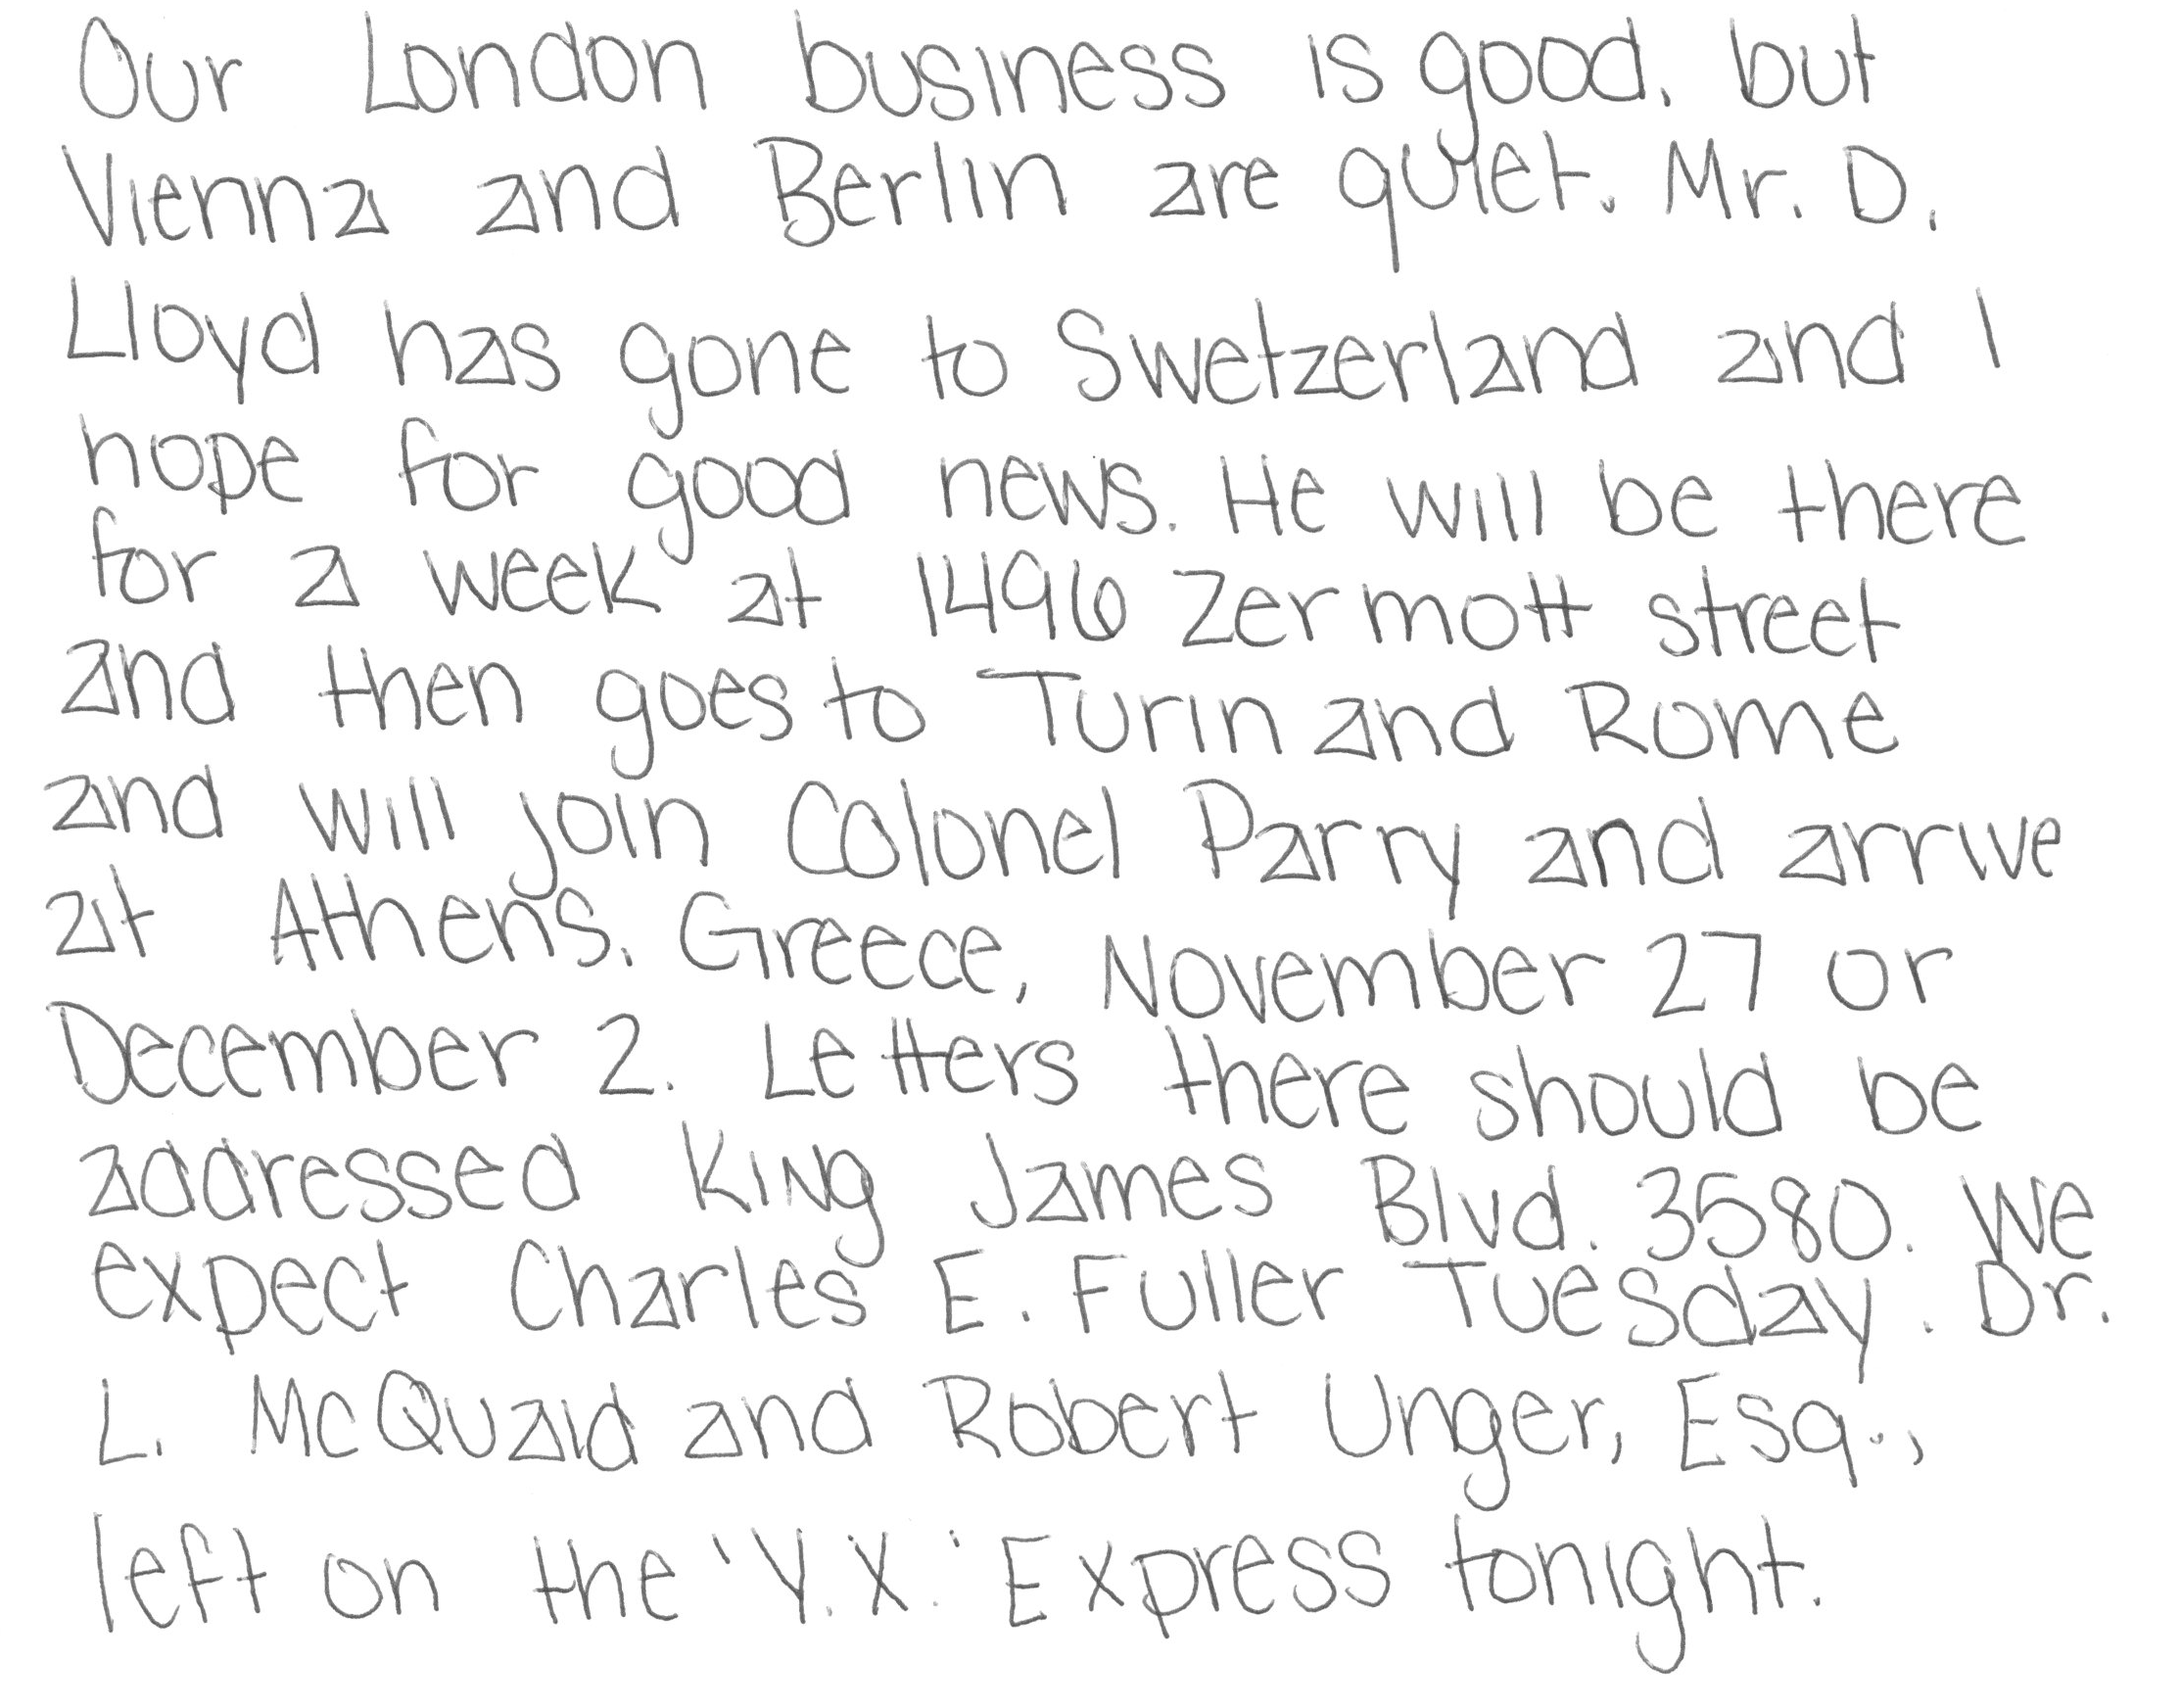 Our London business is good, but
Vienna and Berlin are quiet. Mr. D.
Lloyd has gone to Swetzerland and I
hope for good news. He will be there
for a week at 1496 Zermott street
and then goes to Turin and Rome
and will join Colonel Parry and arrive
at Athens, Greece, November 27 or
December 2. Letters there should be
addressed King James Blvd. 3580. We
expect Charles E. Fuller Tuesday. Dr.
L. McQuaid and Robert Unger, Esq.,
left on the 'Y.X.' Express tonight.